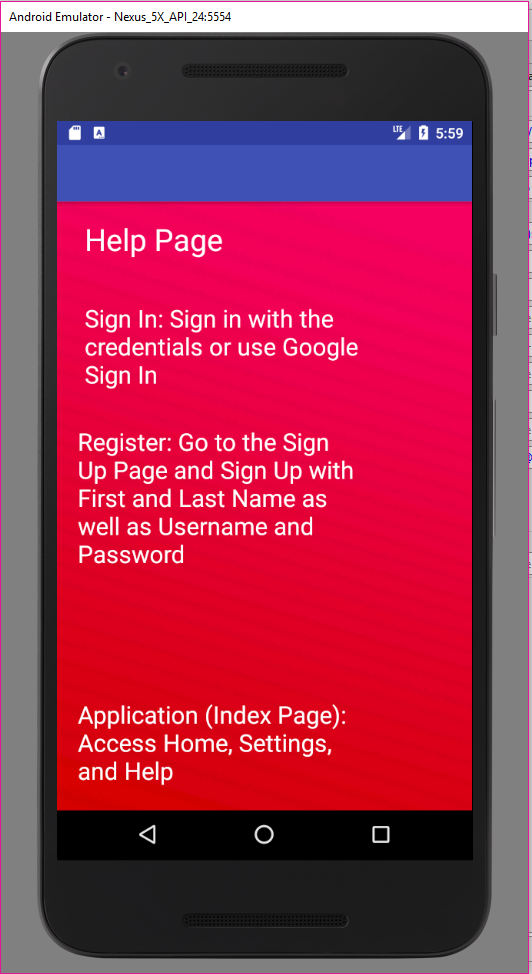 Android Emulator - Nexus_5X_API_24:5554
A
LTE
5:59
Help Page
Sign In: Sign in with the
credentials or use Google
Sign In
Register: Go to the Sign
Up Page and Sign Up with
First and Last Name as
well as Username and
Password
Application (Index Page):
Access Home, Settings,
and Help